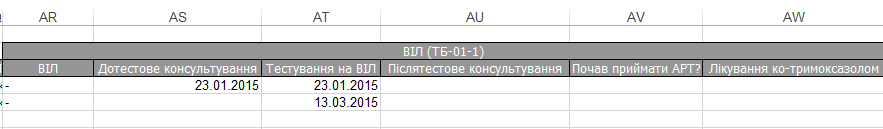 AR AS AT AU AV AW
ВІЛ (ТБ-01-1)
ВІЛ Дотестове консультування Тестування на ВІЛ Післятестове консультування Почав приймати АРТ? Лікування ко-тримоксазолом
- 23.01.2015 23.01.2015
- 13.03.2015